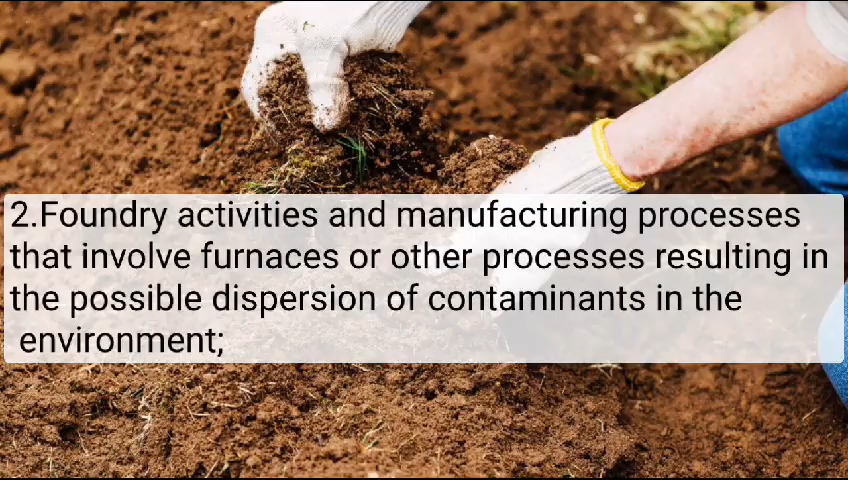 2.Foundry activities and manufacturing processes
that involve furnaces or other processes resulting in
the possible dispersion of contaminants in the
environment;